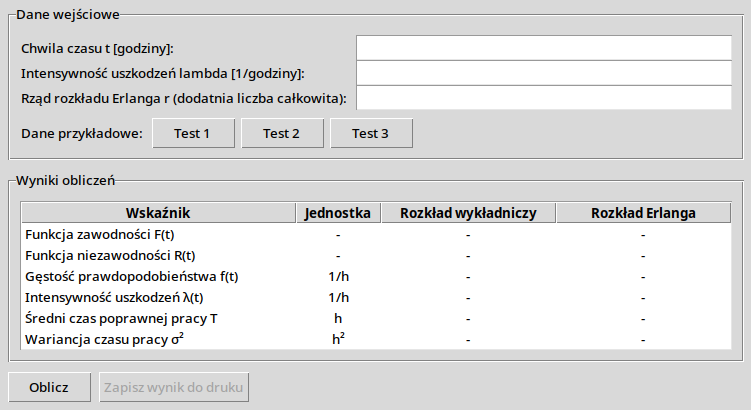 Dane wejściowe
Chwila czasu t [godziny]:
Intensywność uszkodzeń lambda [1/godziny]:
Rząd rozkładu Erlanga r (dodatnia liczba całkowita):
Dane przykładowe: Test 1 Test 2 Test 3
Wyniki obliczeń
Wskaźnik Jednostka Rozkład wykładniczy Rozkład Erlanga
Funkcja zawodności F(t) - - -
Funkcja niezawodności R(t) - - -
Gęstość prawdopodobieństwa f(t) 1/h - -
Intensywność uszkodzeń λ(t) 1/h - -
Średni czas poprawnej pracy T h - -
Wariancja czasu pracy σ² h² - -
Oblicz Zapisz wynik do druku